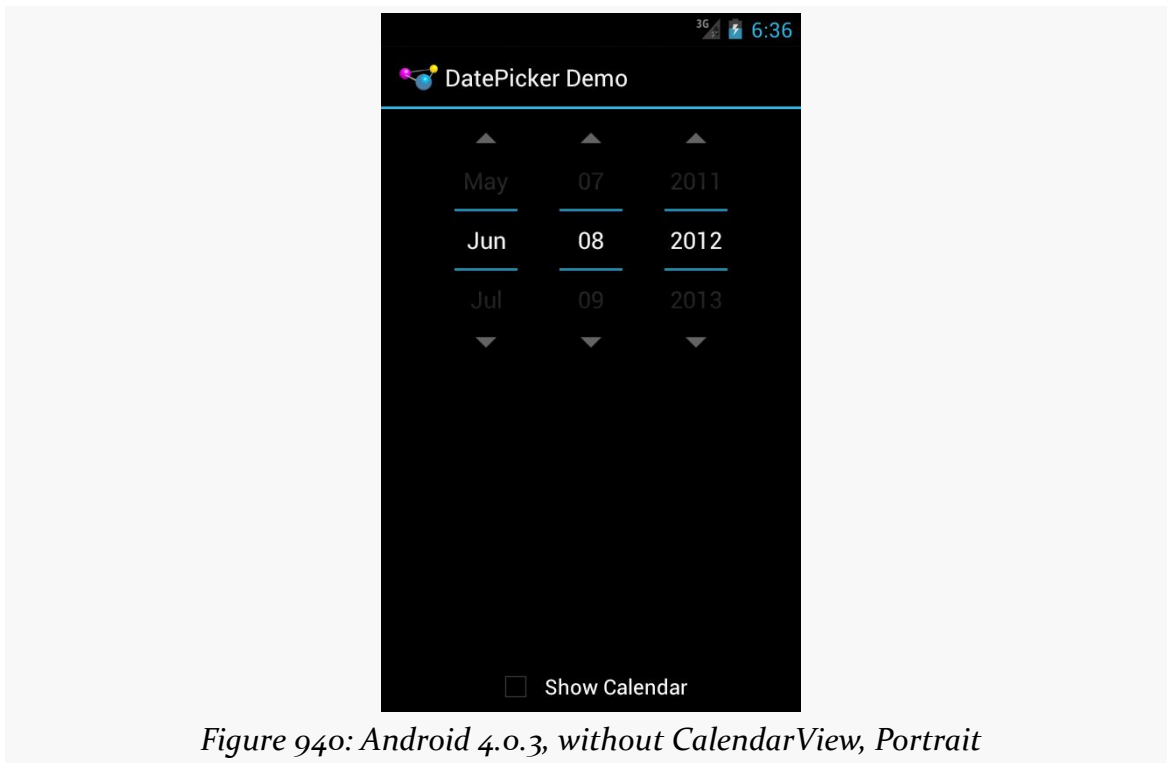 3G 6:36
DatePicker Demo
May 07 2011
Jun 08 2012
Jul 09 2013
Show Calendar
Figure 940: Android 4.0.3, without CalendarView, Portrait